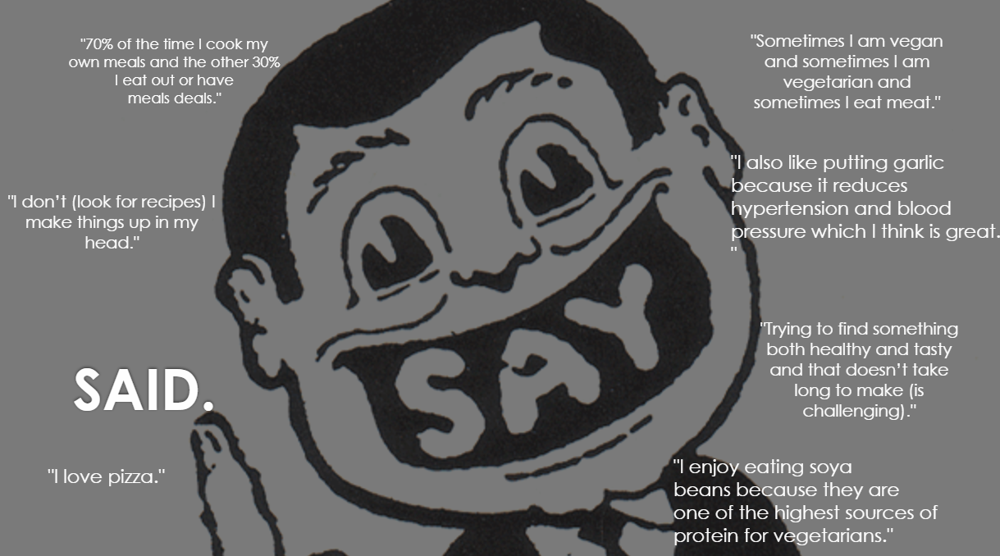 "70% of the time I cook my
own meals and the other 30%
I eat out or have
meals deals."
"I don’t (look for recipes) I
make things up in my
head."
SAID.
"I love pizza."
SAY
"Sometimes I am vegan
and sometimes I am
vegetarian and
sometimes I eat meat."
"I also like putting garlic
because it reduces
hypertension and blood
pressure which I think is great.
"
"Trying to find something
both healthy and tasty
and that doesn’t take
long to make (is
challenging)."
"I enjoy eating soya
beans because they are
one of the highest sources of
protein for vegetarians."